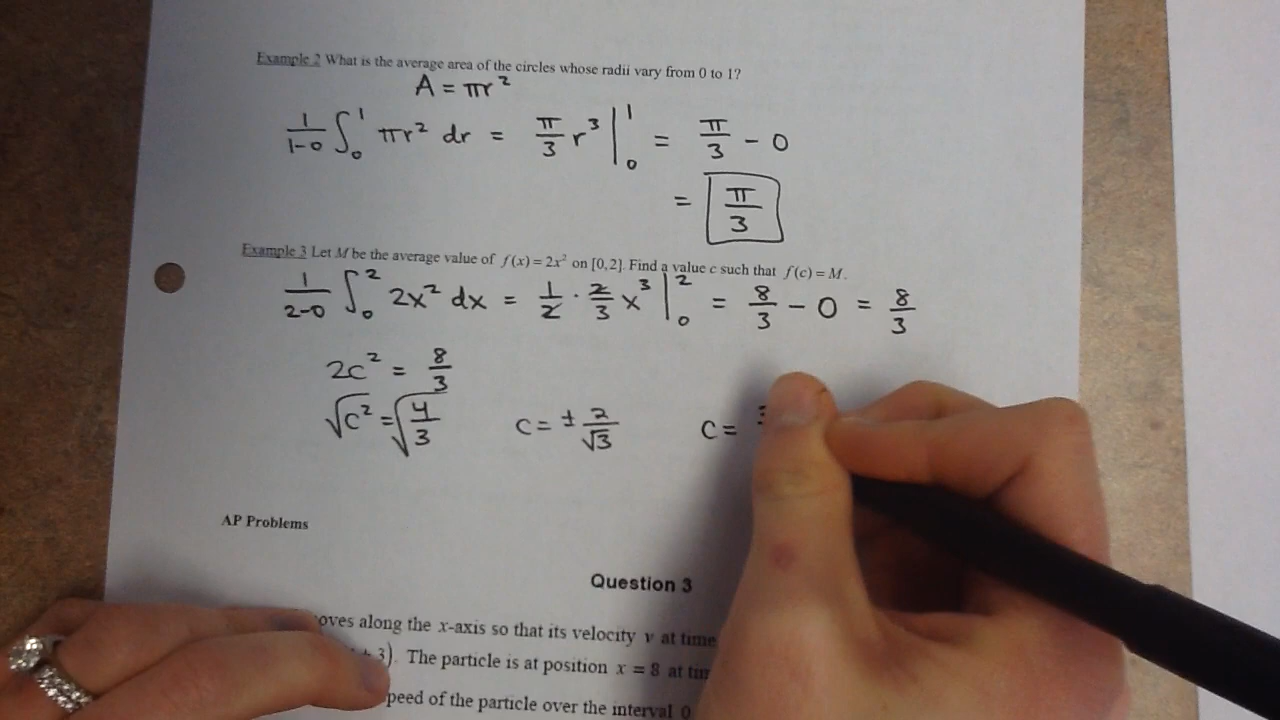 Example 2 What is the average area of the circles whose radii vary from 0 to 1?
A = πr²
1/(1-0) ∫₀¹ πr² dr = π/3 r³ |₀¹ = π/3 - 0
= π/3
Example 3 Let M be the average value of f(x) = 2x² on [0,2]. Find a value c such that f(c) = M.
1/(2-0) ∫₀² 2x² dx = 1/2 · 2/3 x³ |₀² = 8/3 - 0 = 8/3
2c² = 8/3
√c² = √(4/3) c = ± 2/√3 c =
AP Problems
Question 3
oves along the x-axis so that its velocity v at time
+ 3). The particle is at position x = 8 at
peed of the particle over the interval 0